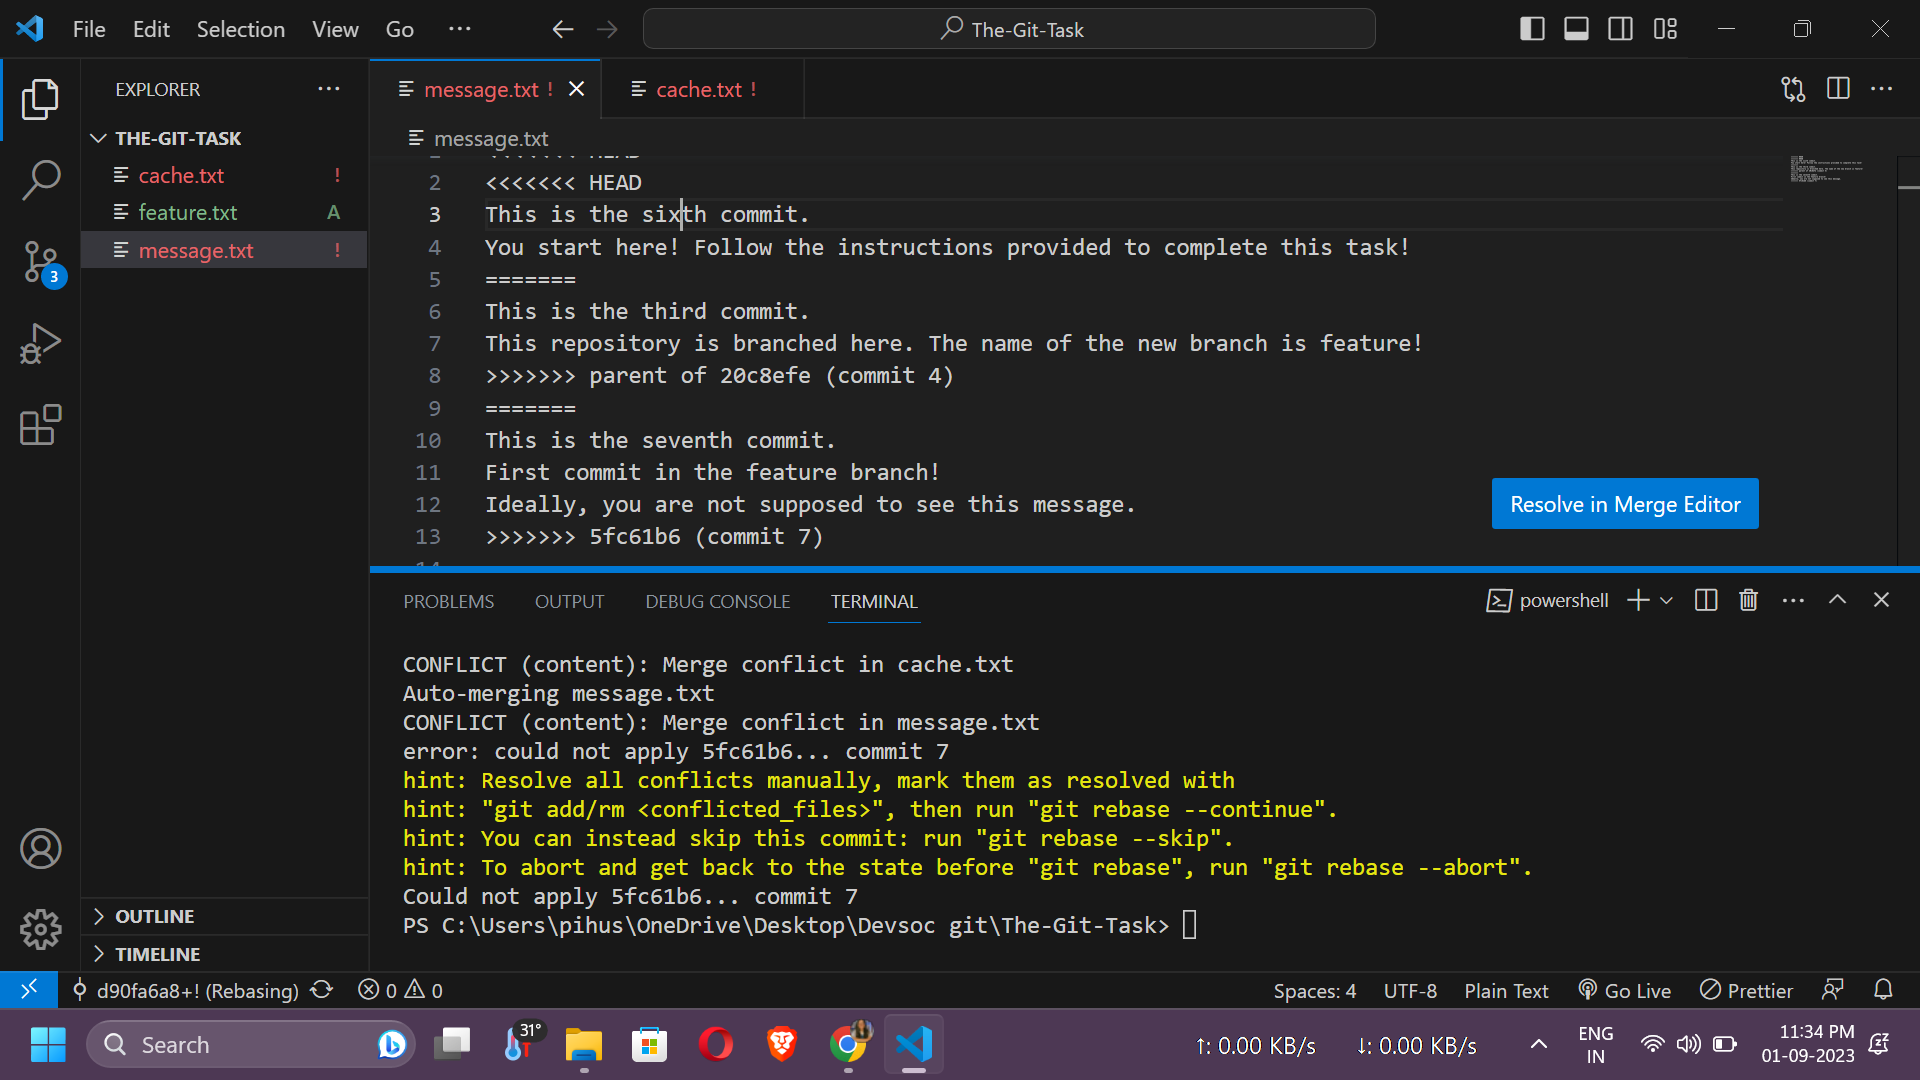 File Edit Selection View Go ···
The-Git-Task
EXPLORER ···
THE-GIT-TASK
cache.txt !
feature.txt A
message.txt !
3
OUTLINE
TIMELINE
message.txt ! cache.txt !
message.txt
2 <<<<<<< HEAD
3 This is the sixth commit.
4 You start here! Follow the instructions provided to complete this task!
5 =======
6 This is the third commit.
7 This repository is branched here. The name of the new branch is feature!
8 >>>>>>> parent of 20c8efe (commit 4)
9 =======
10 This is the seventh commit.
11 First commit in the feature branch!
12 Ideally, you are not supposed to see this message.
13 >>>>>>> 5fc61b6 (commit 7)
Resolve in Merge Editor
PROBLEMS OUTPUT DEBUG CONSOLE TERMINAL
powershell
CONFLICT (content): Merge conflict in cache.txt
Auto-merging message.txt
CONFLICT (content): Merge conflict in message.txt
error: could not apply 5fc61b6... commit 7
hint: Resolve all conflicts manually, mark them as resolved with
hint: "git add/rm <conflicted_files>", then run "git rebase --continue".
hint: You can instead skip this commit: run "git rebase --skip".
hint: To abort and get back to the state before "git rebase", run "git rebase --abort".
Could not apply 5fc61b6... commit 7
PS C:\Users\pihus\OneDrive\Desktop\Devsoc git\The-Git-Task>
d90fa6a8+! (Rebasing) 0 0
Spaces: 4 UTF-8 Plain Text Go Live Prettier
Search
31°
↑: 0.00 KB/s ↓: 0.00 KB/s
ENG
IN
11:34 PM
01-09-2023